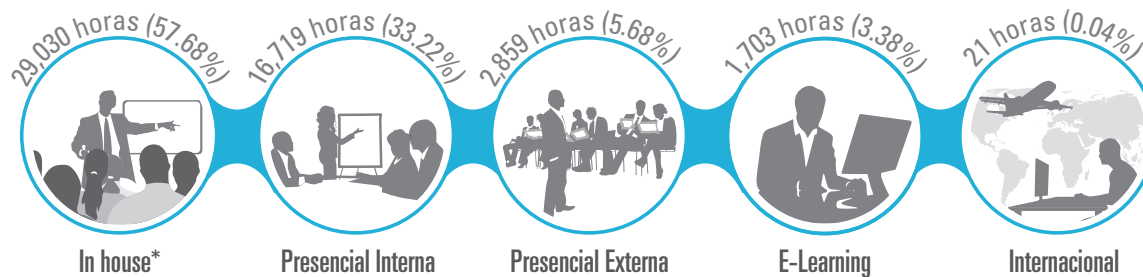 29,030 horas (57.68%)
16,719 horas (33.22%)
2,859 horas (5.68%)
1,703 horas (3.38%)
21 horas (0.04%)
In house*
Presencial Interna
Presencial Externa
E-Learning
Internacional